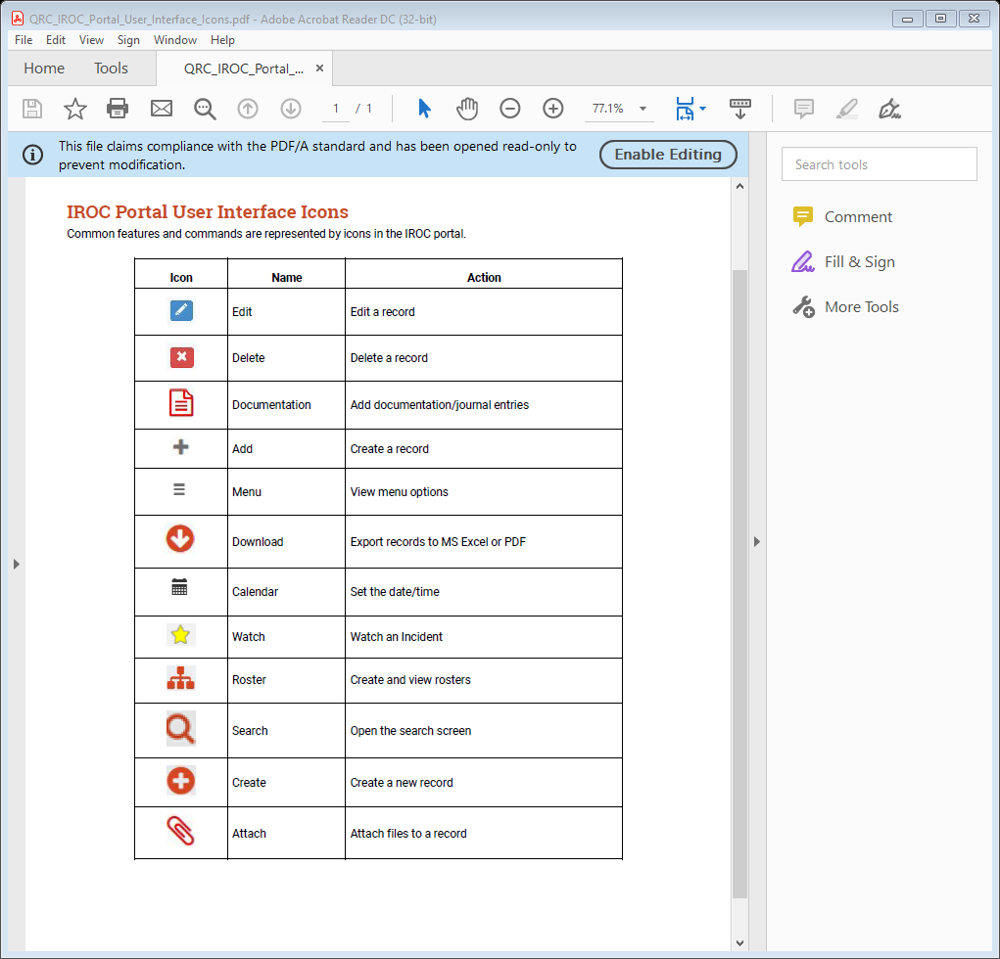 QRC_IROC_Portal_User_Interface_Icons.pdf - Adobe Acrobat Reader DC (32-bit)
File Edit View Sign Window Help
Home Tools QRC_IROC_Portal_... ×
1 / 1 77.1%
This file claims compliance with the PDF/A standard and has been opened read-only to
prevent modification.
Enable Editing
Search tools
Comment
Fill & Sign
More Tools
IROC Portal User Interface Icons
Common features and commands are represented by icons in the IROC portal.
Icon Name Action
Edit Edit a record
Delete Delete a record
Documentation Add documentation/journal entries
Add Create a record
Menu View menu options
Download Export records to MS Excel or PDF
Calendar Set the date/time
Watch Watch an Incident
Roster Create and view rosters
Search Open the search screen
Create Create a new record
Attach Attach files to a record